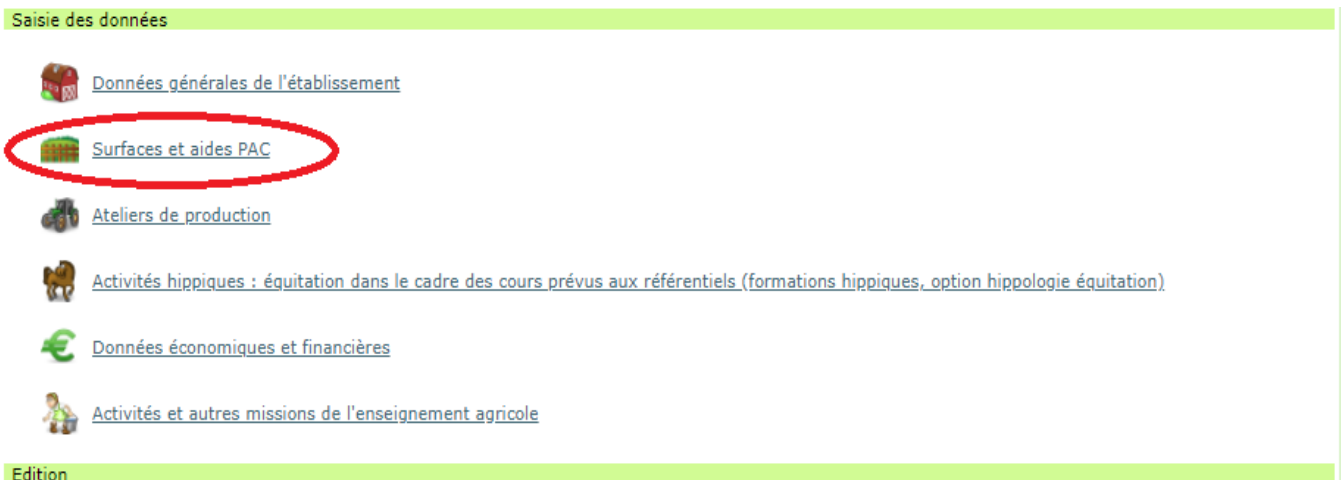 Saisie des données
Données générales de l'établissement
Surfaces et aides PAC
Ateliers de production
Activités hippiques : équitation dans le cadre des cours prévus aux référentiels (formations hippiques, option hippologie équitation)
Données économiques et financières
Activités et autres missions de l'enseignement agricole
Edition